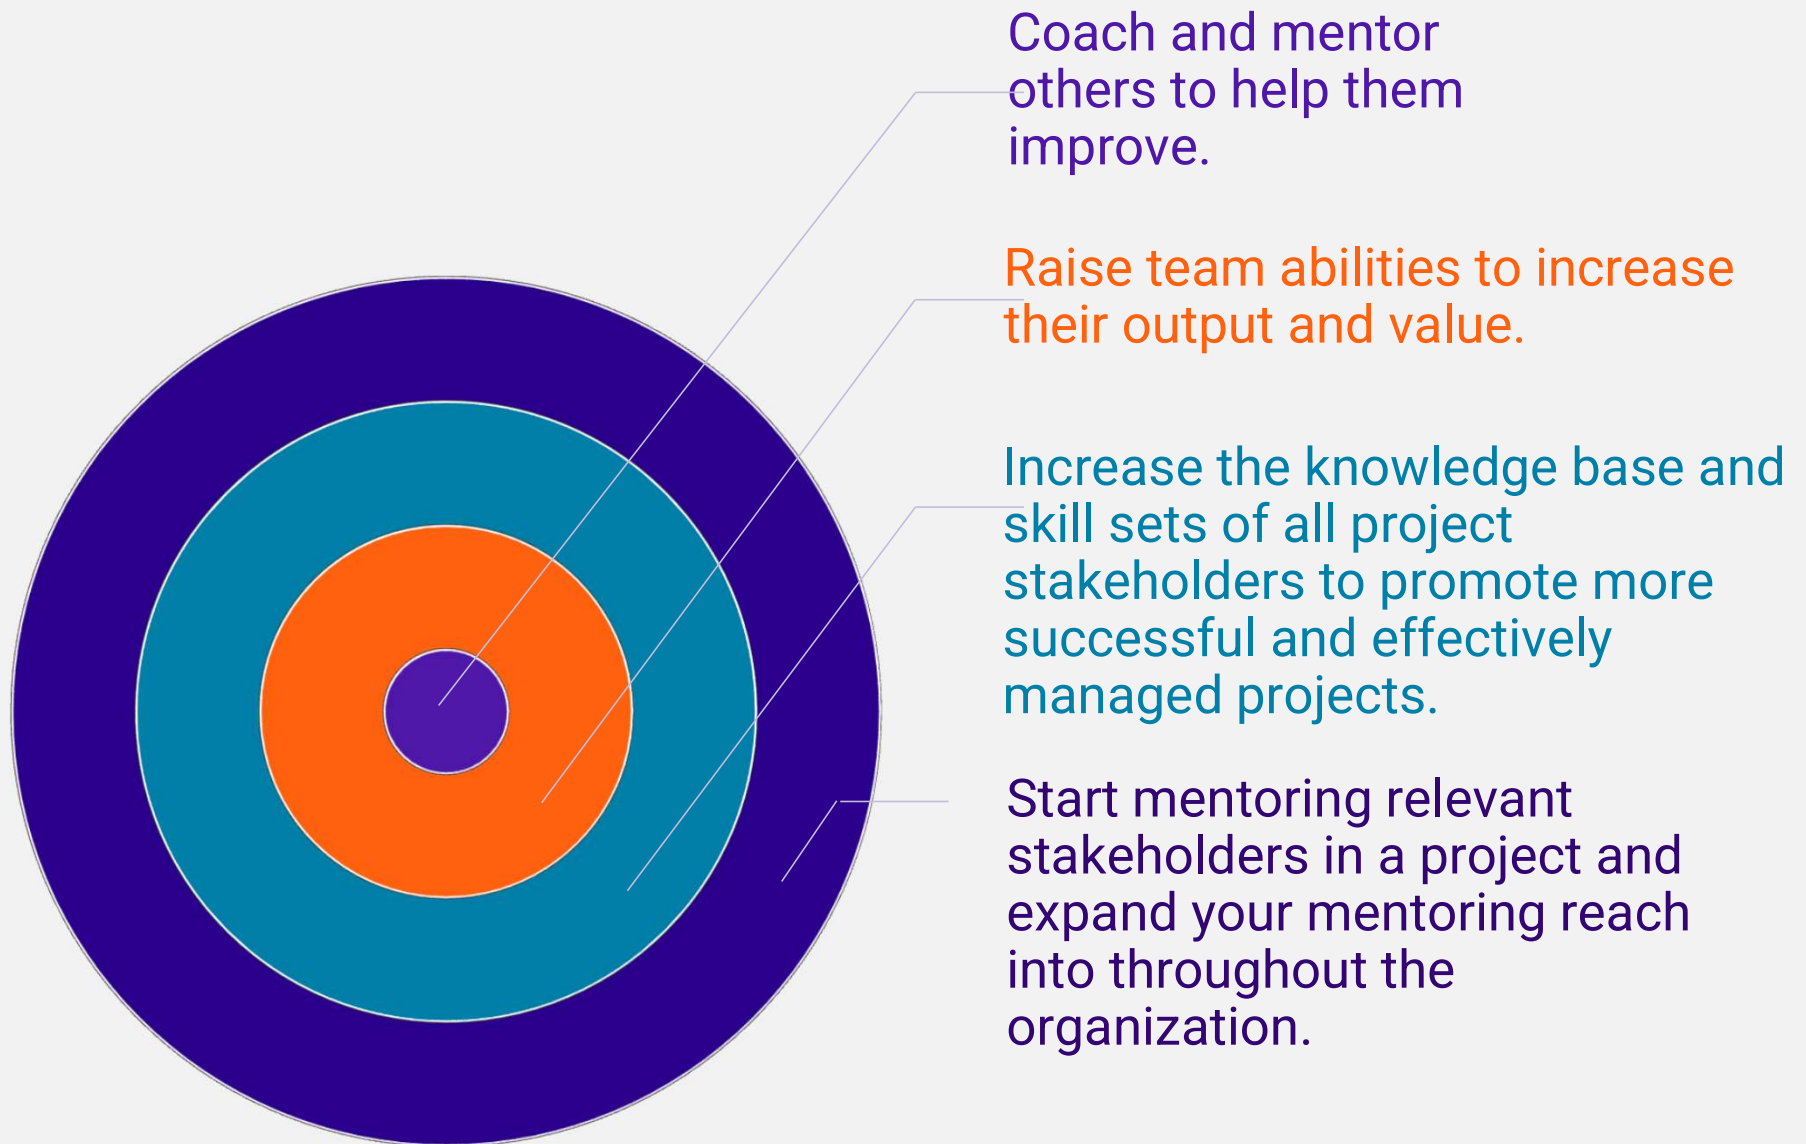 Coach and mentor
others to help them
improve.
Raise team abilities to increase
their output and value.
Increase the knowledge base and
skill sets of all project
stakeholders to promote more
successful and effectively
managed projects.
Start mentoring relevant
stakeholders in a project and
expand your mentoring reach
into throughout the
organization.